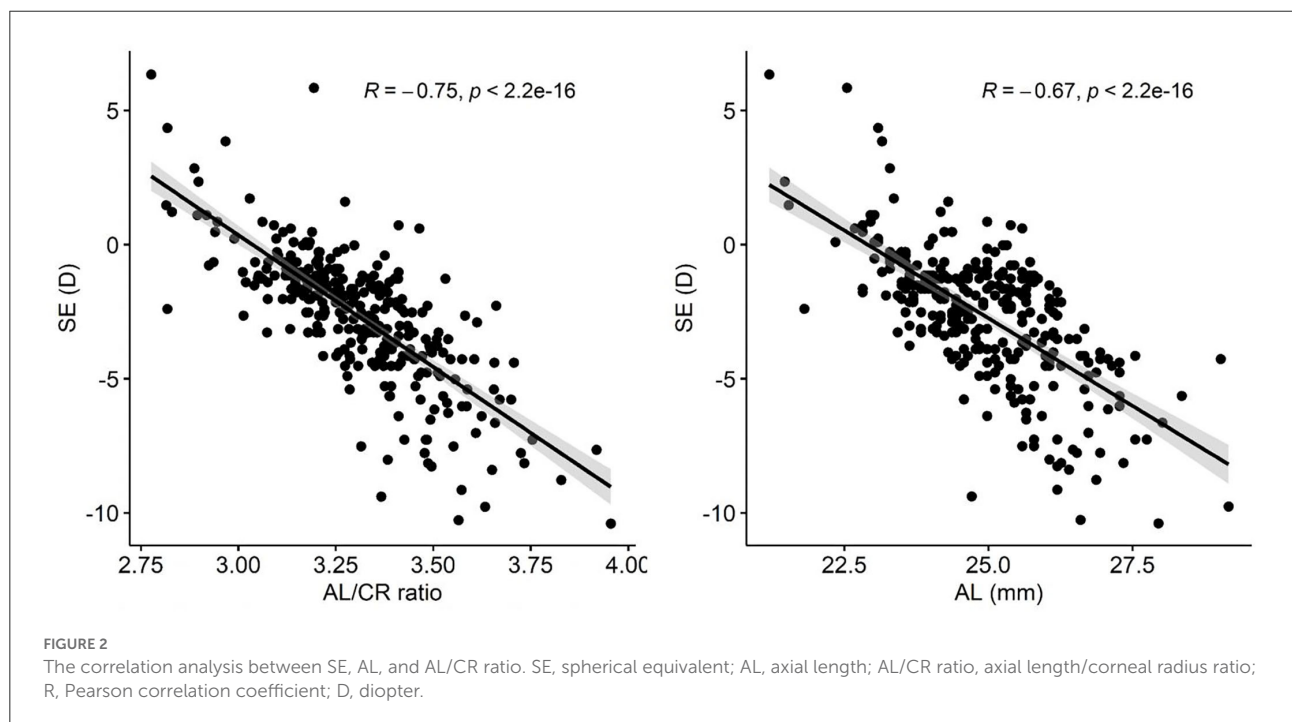 R = −0.75, p < 2.2e-16
5
0
-5
-10
SE (D)
2.75 3.00 3.25 3.50 3.75 4.00
AL/CR ratio
R = −0.67, p < 2.2e-16
5
0
-5
-10
SE (D)
22.5 25.0 27.5
AL (mm)
FIGURE 2
The correlation analysis between SE, AL, and AL/CR ratio. SE, spherical equivalent; AL, axial length; AL/CR ratio, axial length/corneal radius ratio;
R, Pearson correlation coefficient; D, diopter.